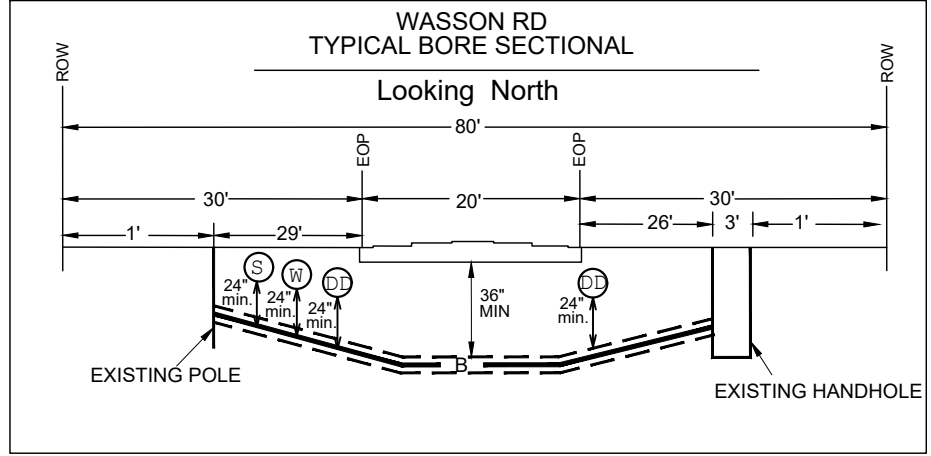 WASSON RD
TYPICAL BORE SECTIONAL
Looking North
ROW
ROW
80'
EOP
EOP
30'
20'
30'
1'
29'
26'
3'
1'
S
W
DD
DD
24"
min.
24"
min.
24"
min.
36"
MIN
24"
min.
B
EXISTING POLE
EXISTING HANDHOLE